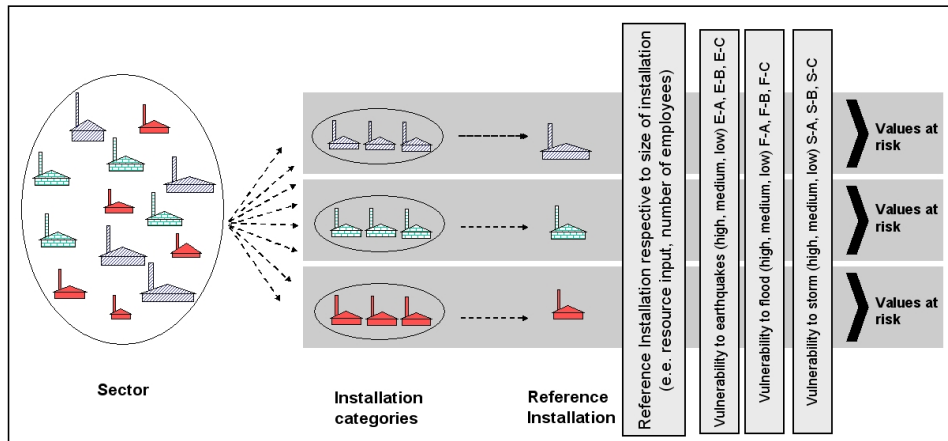 Sector
Installation
categories
Reference
Installation
Reference Installation respective to size of installation
(e.e. resource input, number of employees)
Vulnerability to earthquakes (high, medium, low) E-A, E-B, E-C
Vulnerability to flood (high, medium, low) F-A, F-B, F-C
Vulnerability to storm (high, medium, low) S-A, S-B, S-C
Values at
risk
Values at
risk
Values at
risk